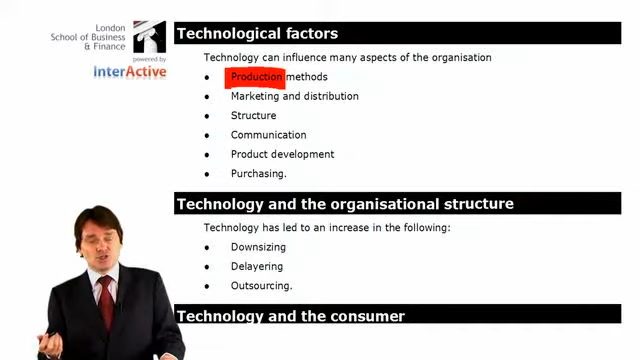 London
School of Business
& Finance
powered by
InterActive
Technological factors
Technology can influence many aspects of the organisation
● Production methods
● Marketing and distribution
● Structure
● Communication
● Product development
● Purchasing.
Technology and the organisational structure
Technology has led to an increase in the following:
● Downsizing
● Delayering
● Outsourcing.
Technology and the consumer